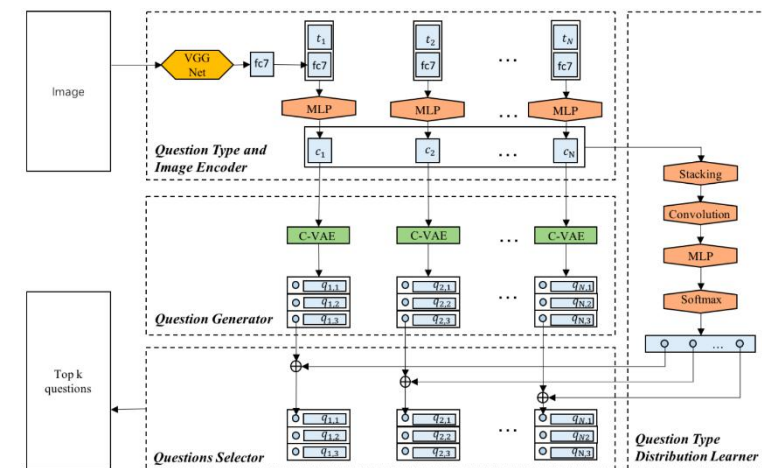 Image
VGG
Net
fc7
t1
t2
...
tN
fc7
fc7
fc7
MLP
MLP
...
MLP
Question Type and
Image Encoder
c1
c2
...
cN
Stacking
Convolution
MLP
Softmax
...
C-VAE
C-VAE
...
C-VAE
q1,1
q2,1
qN,1
q1,2
q2,2
...
qN,2
q1,3
q2,3
qN,3
Question Generator
Top k
questions
q1,1
q2,1
qN,1
q1,2
q2,2
...
qN2
q1,3
q2,3
qN,3
Questions Selector
Question Type
Distribution Learner